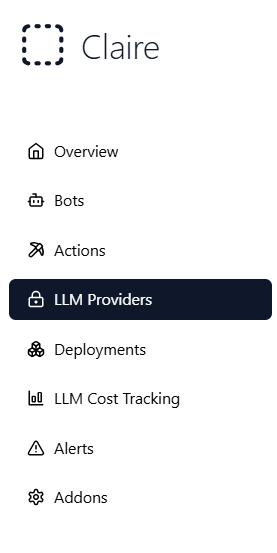 Claire
Overview
Bots
Actions
LLM Providers
Deployments
LLM Cost Tracking
Alerts
Addons